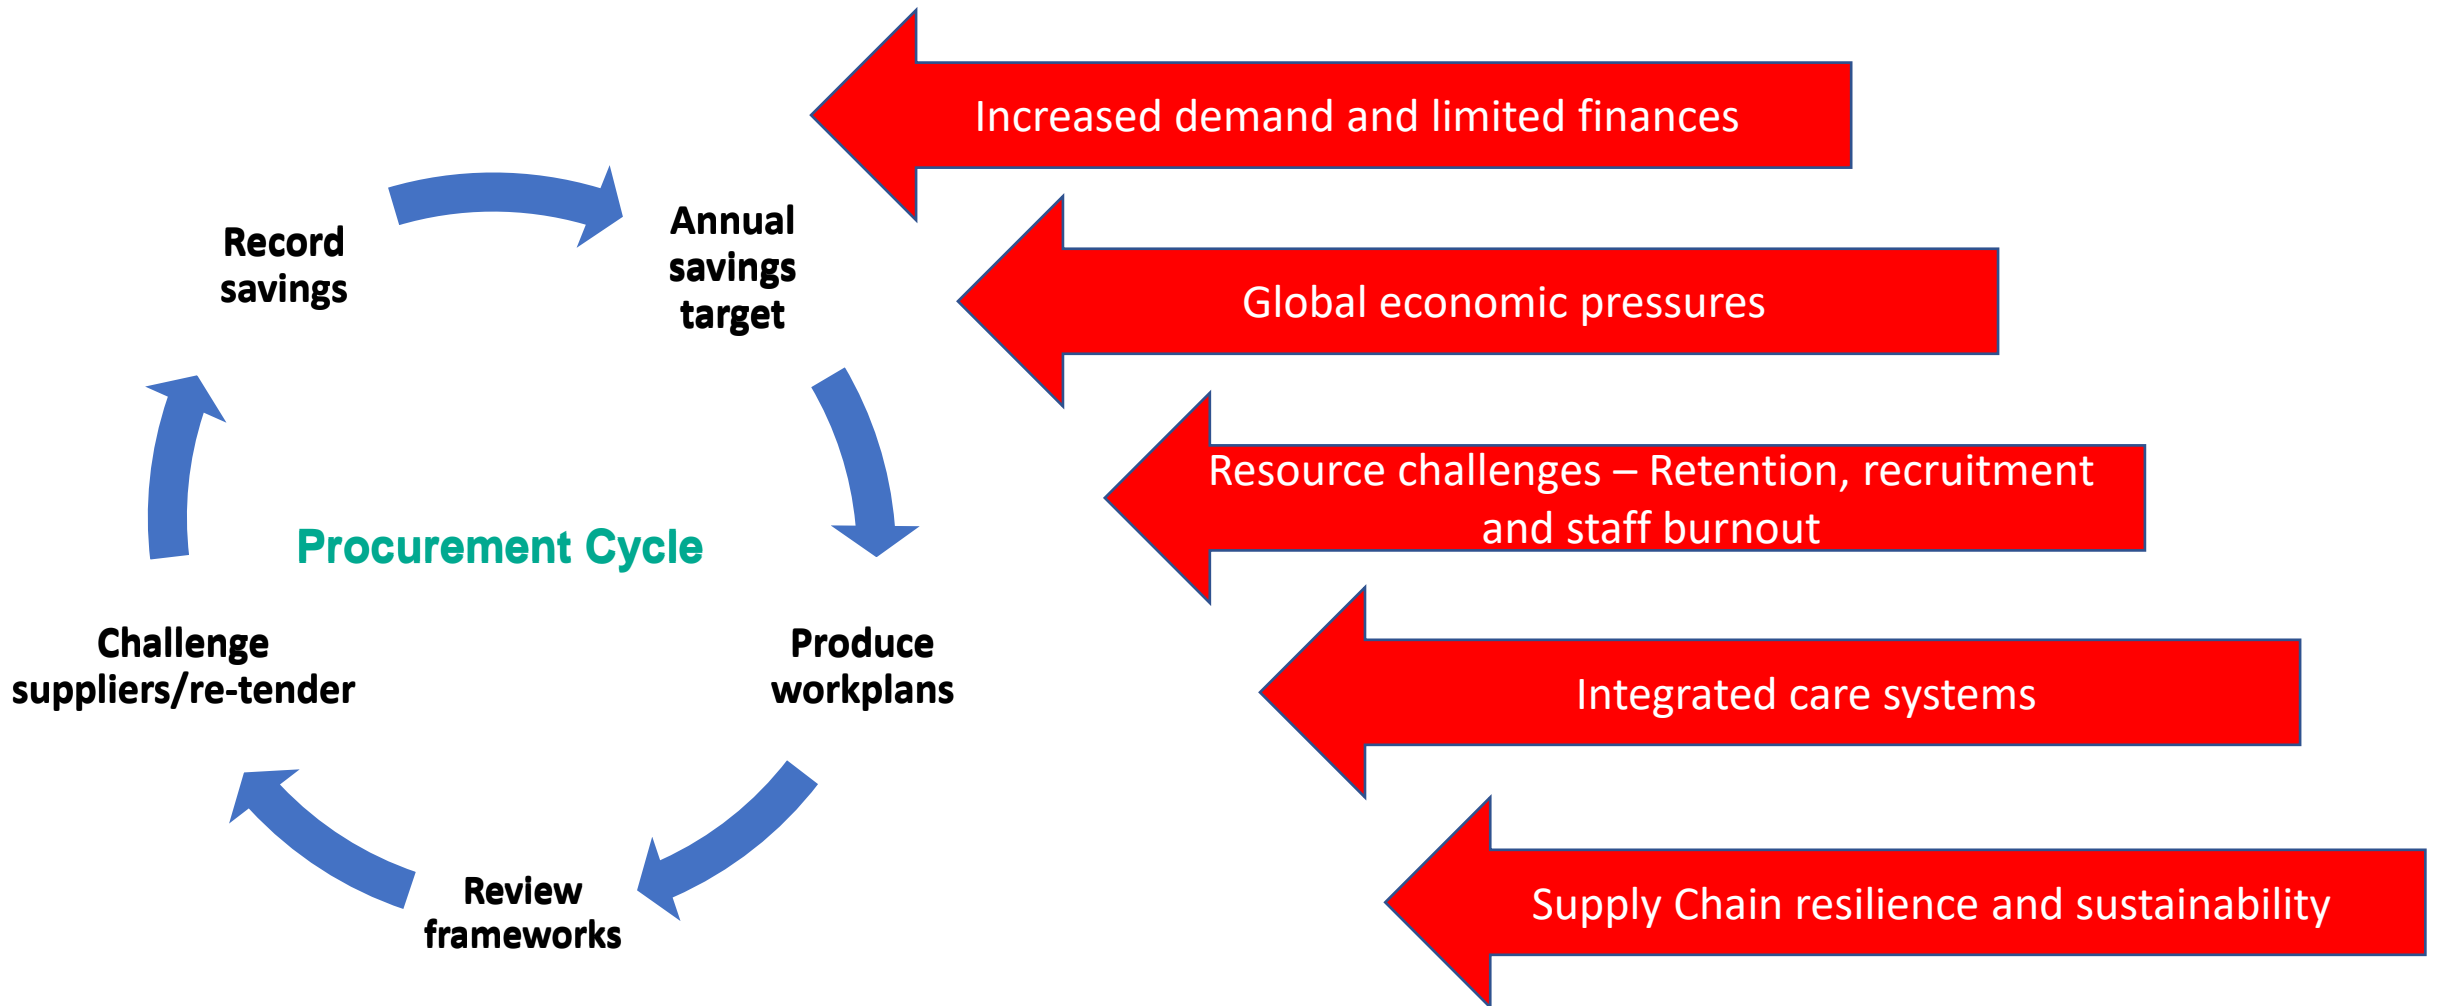 Increased demand and limited finances
Annual
savings
target
Record
savings
Global economic pressures
Resource challenges – Retention, recruitment
and staff burnout
Procurement Cycle
Challenge
suppliers/re-tender
Produce
workplans
Integrated care systems
Review
frameworks
Supply Chain resilience and sustainability